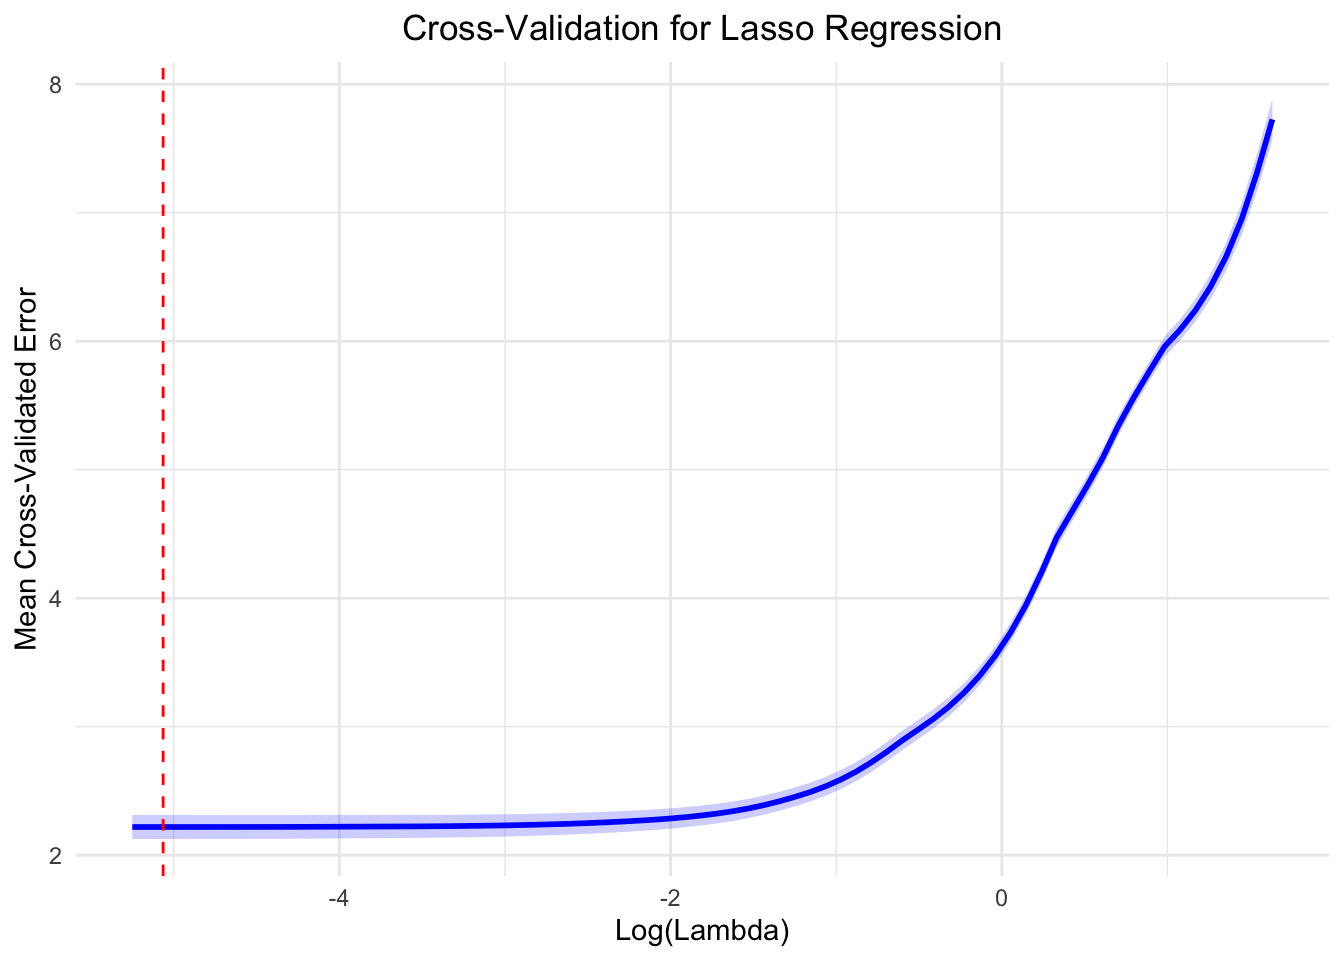 Cross-Validation for Lasso Regression
Mean Cross-Validated Error
8
6
4
2
-4
-2
0
Log(Lambda)